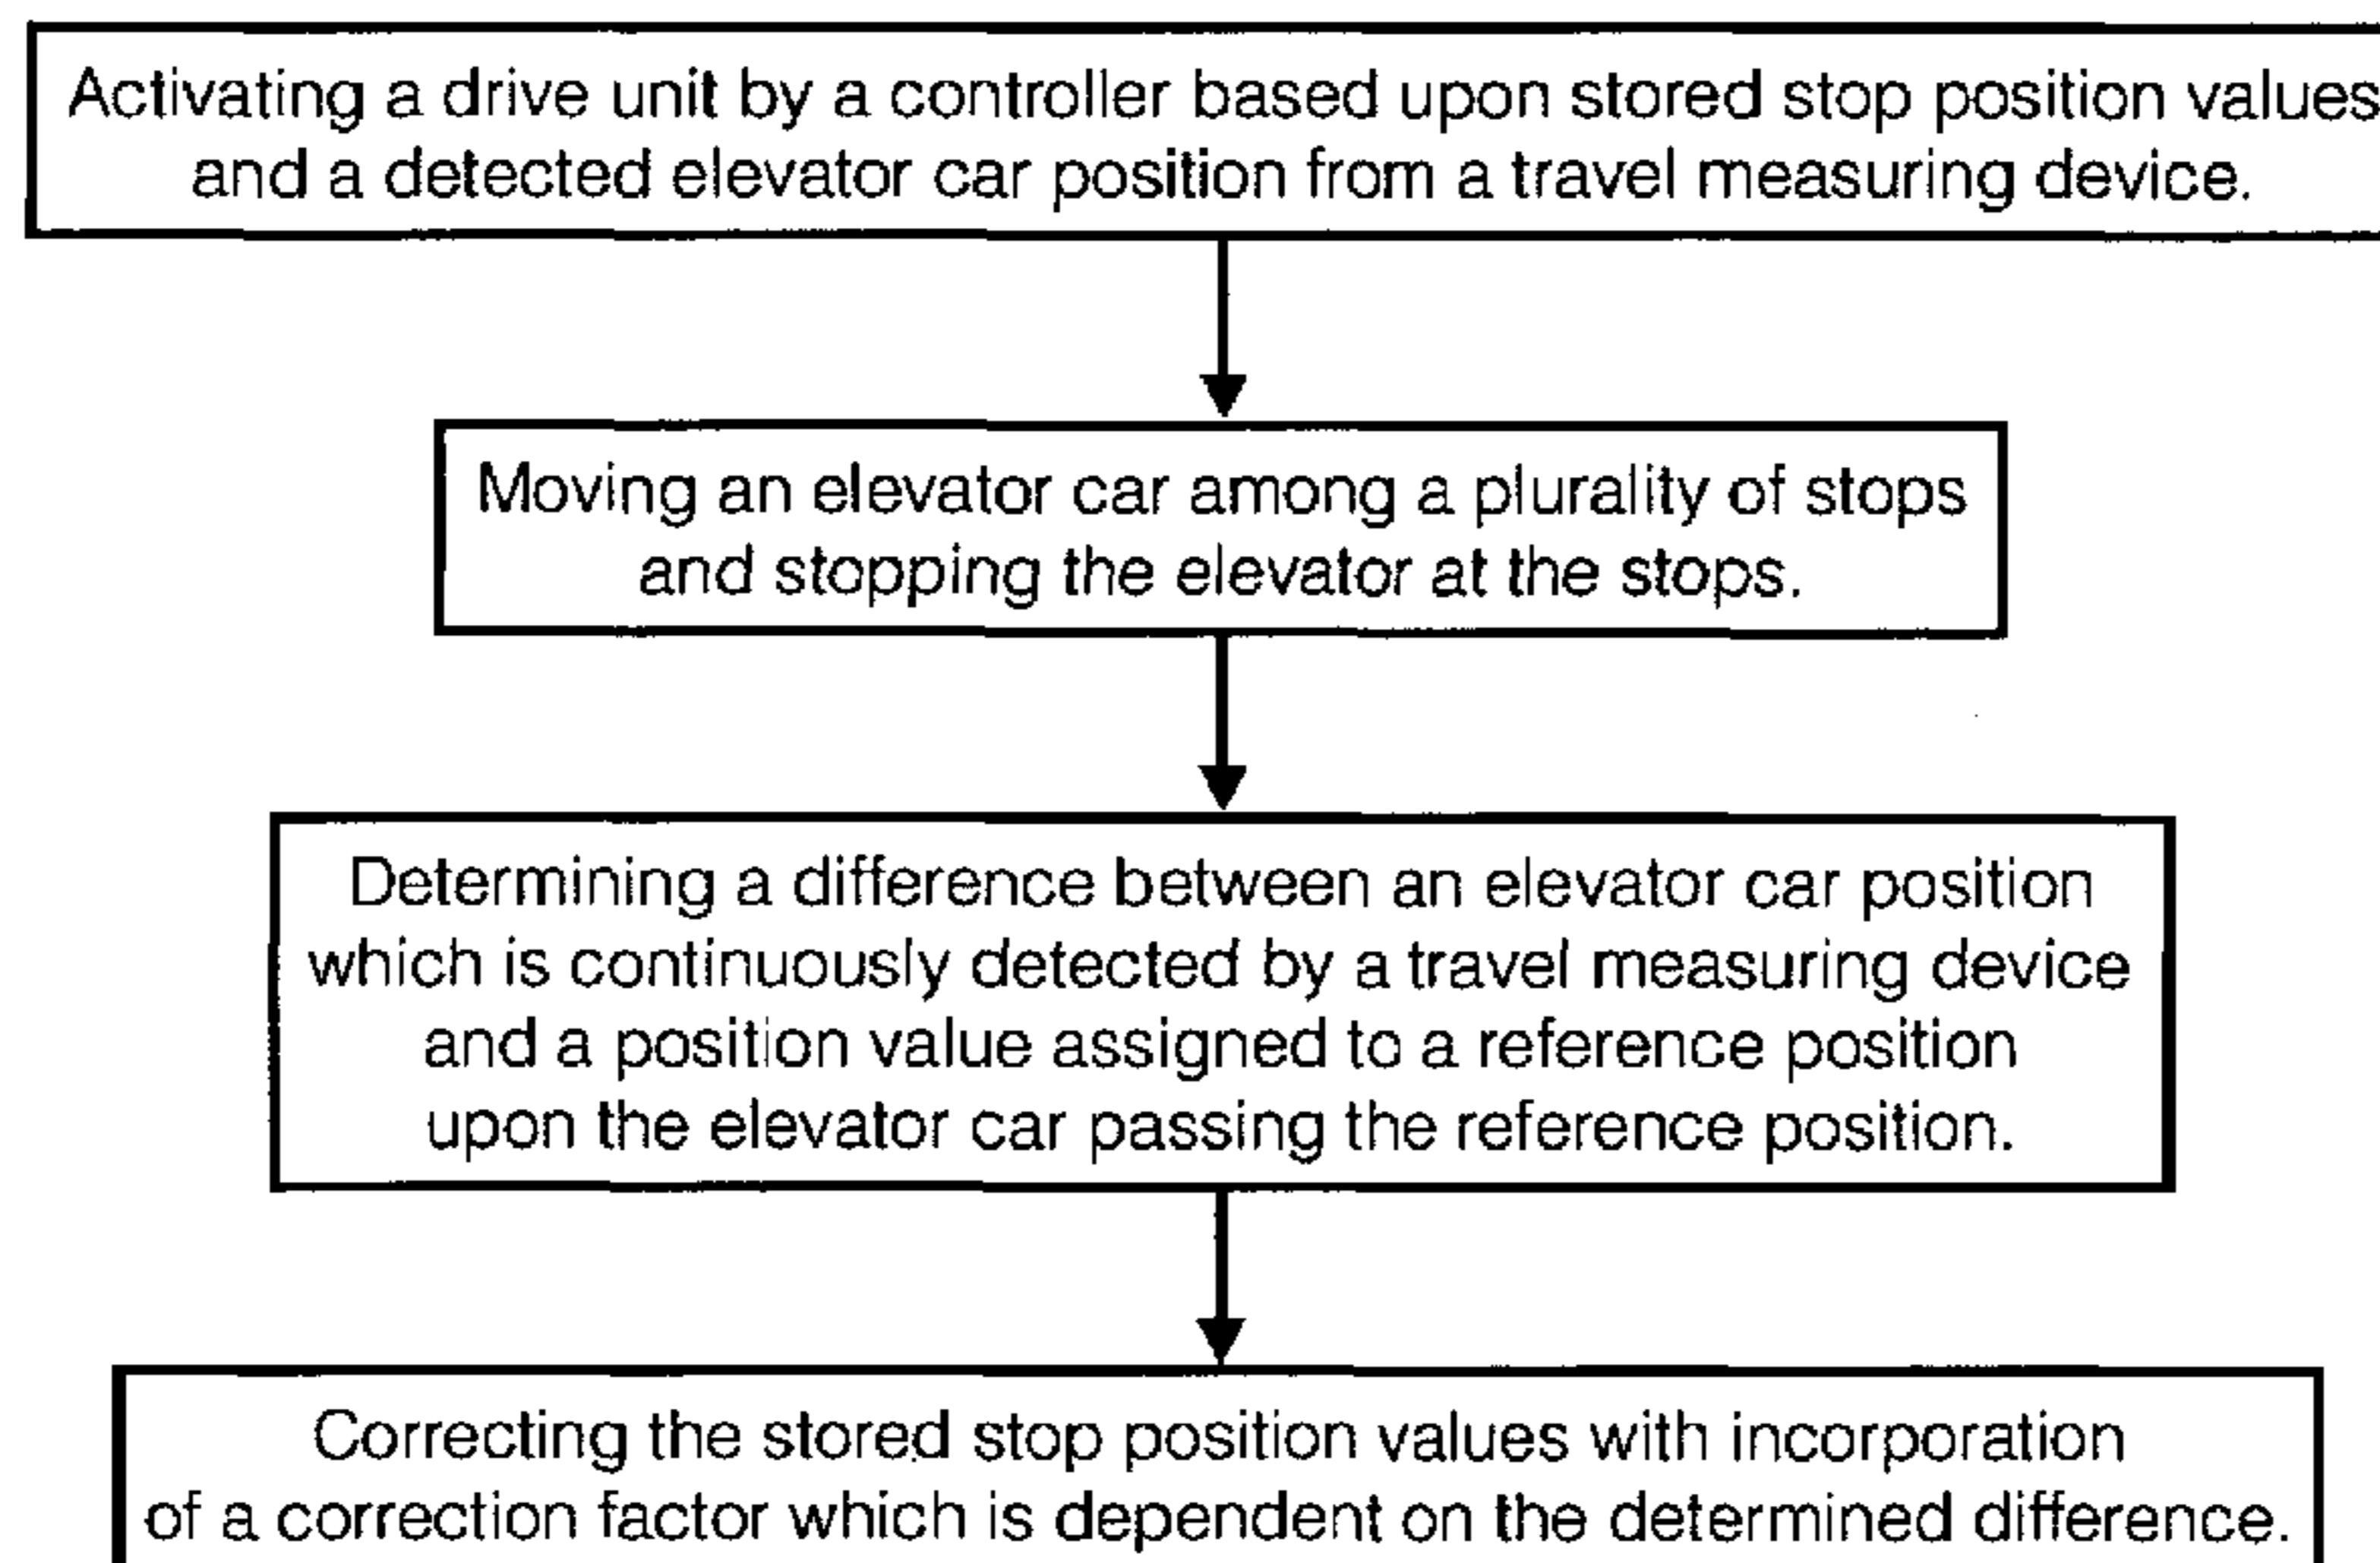 Activating a drive unit by a controller based upon stored stop position values
and a detected elevator car position from a travel measuring device.
Moving an elevator car among a plurality of stops
and stopping the elevator at the stops.
Determining a difference between an elevator car position
which is continuously detected by a travel measuring device
and a position value assigned to a reference position
upon the elevator car passing the reference position.
Correcting the stored stop position values with incorporation
of a correction factor which is dependent on the determined difference.